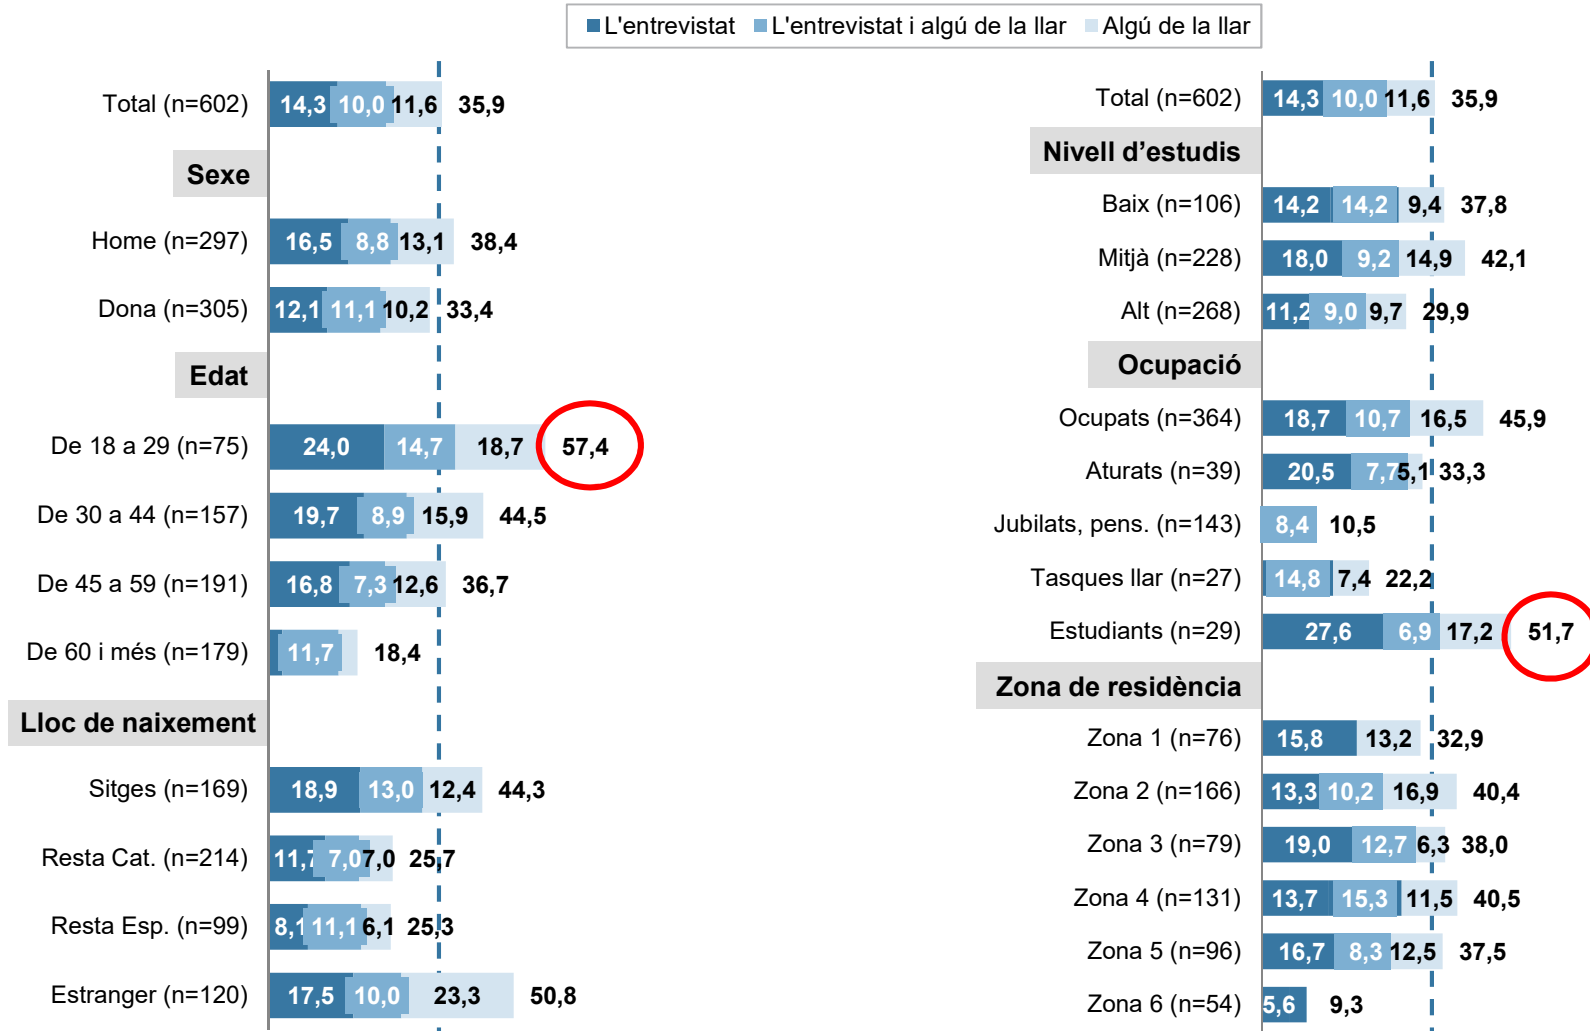 L'entrevistat L'entrevistat i algú de la llar Algú de la llar
Total (n=602) 14,3 10,0 11,6 35,9
Sexe
Home (n=297) 16,5 8,8 13,1 38,4
Dona (n=305) 12,1 11,1 10,2 33,4
Edat
De 18 a 29 (n=75) 24,0 14,7 18,7 57,4
De 30 a 44 (n=157) 19,7 8,9 15,9 44,5
De 45 a 59 (n=191) 16,8 7,3 12,6 36,7
De 60 i més (n=179) 11,7 18,4
Lloc de naixement
Sitges (n=169) 18,9 13,0 12,4 44,3
Resta Cat. (n=214) 11,7 7,0 7,0 25,7
Resta Esp. (n=99) 8,1 11,1 6,1 25,3
Estranger (n=120) 17,5 10,0 23,3 50,8
Total (n=602) 14,3 10,0 11,6 35,9
Nivell d’estudis
Baix (n=106) 14,2 14,2 9,4 37,8
Mitjà (n=228) 18,0 9,2 14,9 42,1
Alt (n=268) 11,2 9,0 9,7 29,9
Ocupació
Ocupats (n=364) 18,7 10,7 16,5 45,9
Aturats (n=39) 20,5 7,7 5,1 33,3
Jubilats, pens. (n=143) 8,4 10,5
Tasques llar (n=27) 14,8 7,4 22,2
Estudiants (n=29) 27,6 6,9 17,2 51,7
Zona de residència
Zona 1 (n=76) 15,8 13,2 32,9
Zona 2 (n=166) 13,3 10,2 16,9 40,4
Zona 3 (n=79) 19,0 12,7 6,3 38,0
Zona 4 (n=131) 13,7 15,3 11,5 40,5
Zona 5 (n=96) 16,7 8,3 12,5 37,5
Zona 6 (n=54) 5,6 9,3